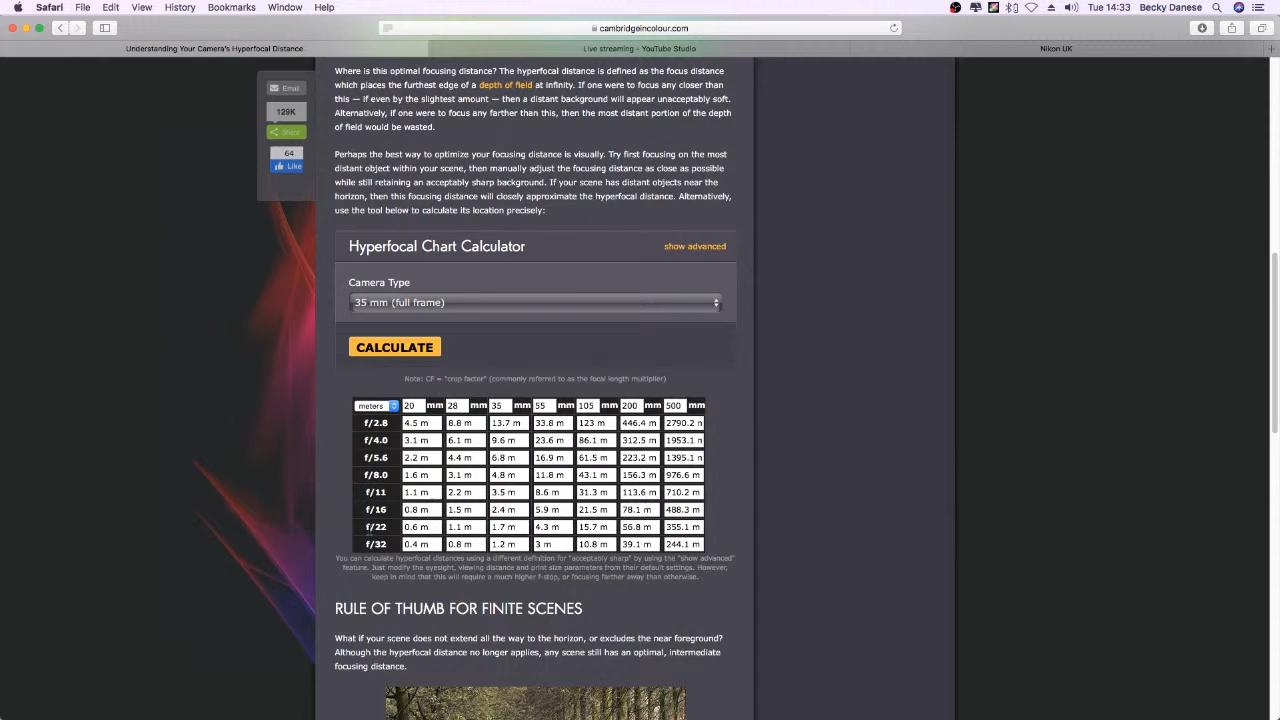 Safari File Edit View History Bookmarks Window Help Tue 14:33 Becky Danese
cambridgeincolour.com
Understanding Your Camera's Hyperfocal Distance Live streaming - YouTube Studio Nikon UK
Where is this optimal focusing distance? The hyperfocal distance is defined as the focus distance
which places the furthest edge of a depth of field at infinity. If one were to focus any closer than
this — if even by the slightest amount — then a distant background will appear unacceptably soft.
Alternatively, if one were to focus any farther than this, then the most distant portion of the depth
of field would be wasted.
Email
129K
Share
64
Like
Perhaps the best way to optimize your focusing distance is visually. Try first focusing on the most
distant object within your scene, then manually adjust the focusing distance as close as possible
while still retaining an acceptably sharp background. If your scene has distant objects near the
horizon, then this focusing distance will closely approximate the hyperfocal distance. Alternatively,
use the tool below to calculate its location precisely:
Hyperfocal Chart Calculator show advanced
Camera Type
35 mm (full frame)
CALCULATE
Note: CF = "crop factor" (commonly referred to as the focal length multiplier)
meters 20 mm 28 mm 35 mm 55 mm 105 mm 200 mm 500 mm
f/2.8 4.5 m 8.8 m 13.7 m 33.8 m 123 m 446.4 m 2790.2 n
f/4.0 3.1 m 6.1 m 9.6 m 23.6 m 86.1 m 312.5 m 1953.1 n
f/5.6 2.2 m 4.4 m 6.8 m 16.9 m 61.5 m 223.2 m 1395.1 n
f/8.0 1.6 m 3.1 m 4.8 m 11.8 m 43.1 m 156.3 m 976.6 m
f/11 1.1 m 2.2 m 3.5 m 8.6 m 31.3 m 113.6 m 710.2 m
f/16 0.8 m 1.5 m 2.4 m 5.9 m 21.5 m 78.1 m 488.3 m
f/22 0.6 m 1.1 m 1.7 m 4.3 m 15.7 m 56.8 m 355.1 m
f/32 0.4 m 0.8 m 1.2 m 3 m 10.8 m 39.1 m 244.1 m
You can calculate hyperfocal distances using a different definition for "acceptably sharp" by using the "show advanced"
feature. Just modify the eyesight, viewing distance and print size parameters from their default settings. However,
keep in mind that this will require a much higher f-stop, or focusing farther away than otherwise.
RULE OF THUMB FOR FINITE SCENES
What if your scene does not extend all the way to the horizon, or excludes the near foreground?
Although the hyperfocal distance no longer applies, any scene still has an optimal, intermediate
focusing distance.